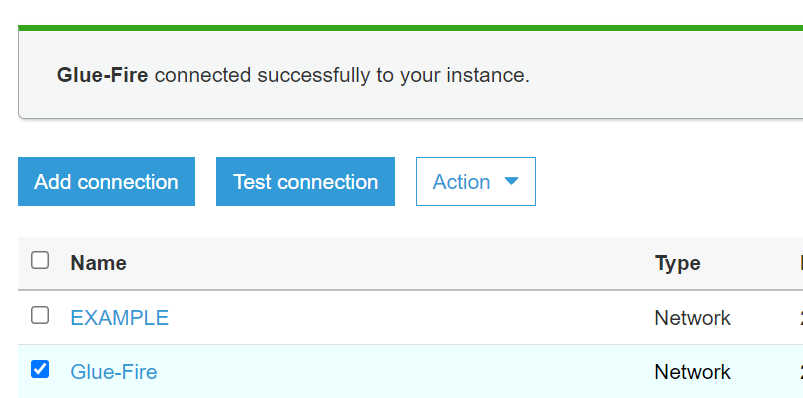 Glue-Fire connected successfully to your instance.
Add connection Test connection Action
Name Type
EXAMPLE Network
Glue-Fire Network